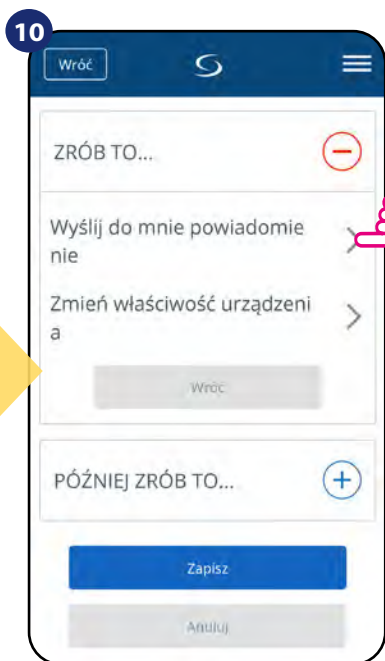 10
Wróć
ZRÓB TO...
Wyślij do mnie powiadomie
nie
Zmień właściwość urządzeni
a
Wróć
PÓŹNIEJ ZRÓB TO...
Zapisz
Anuluj